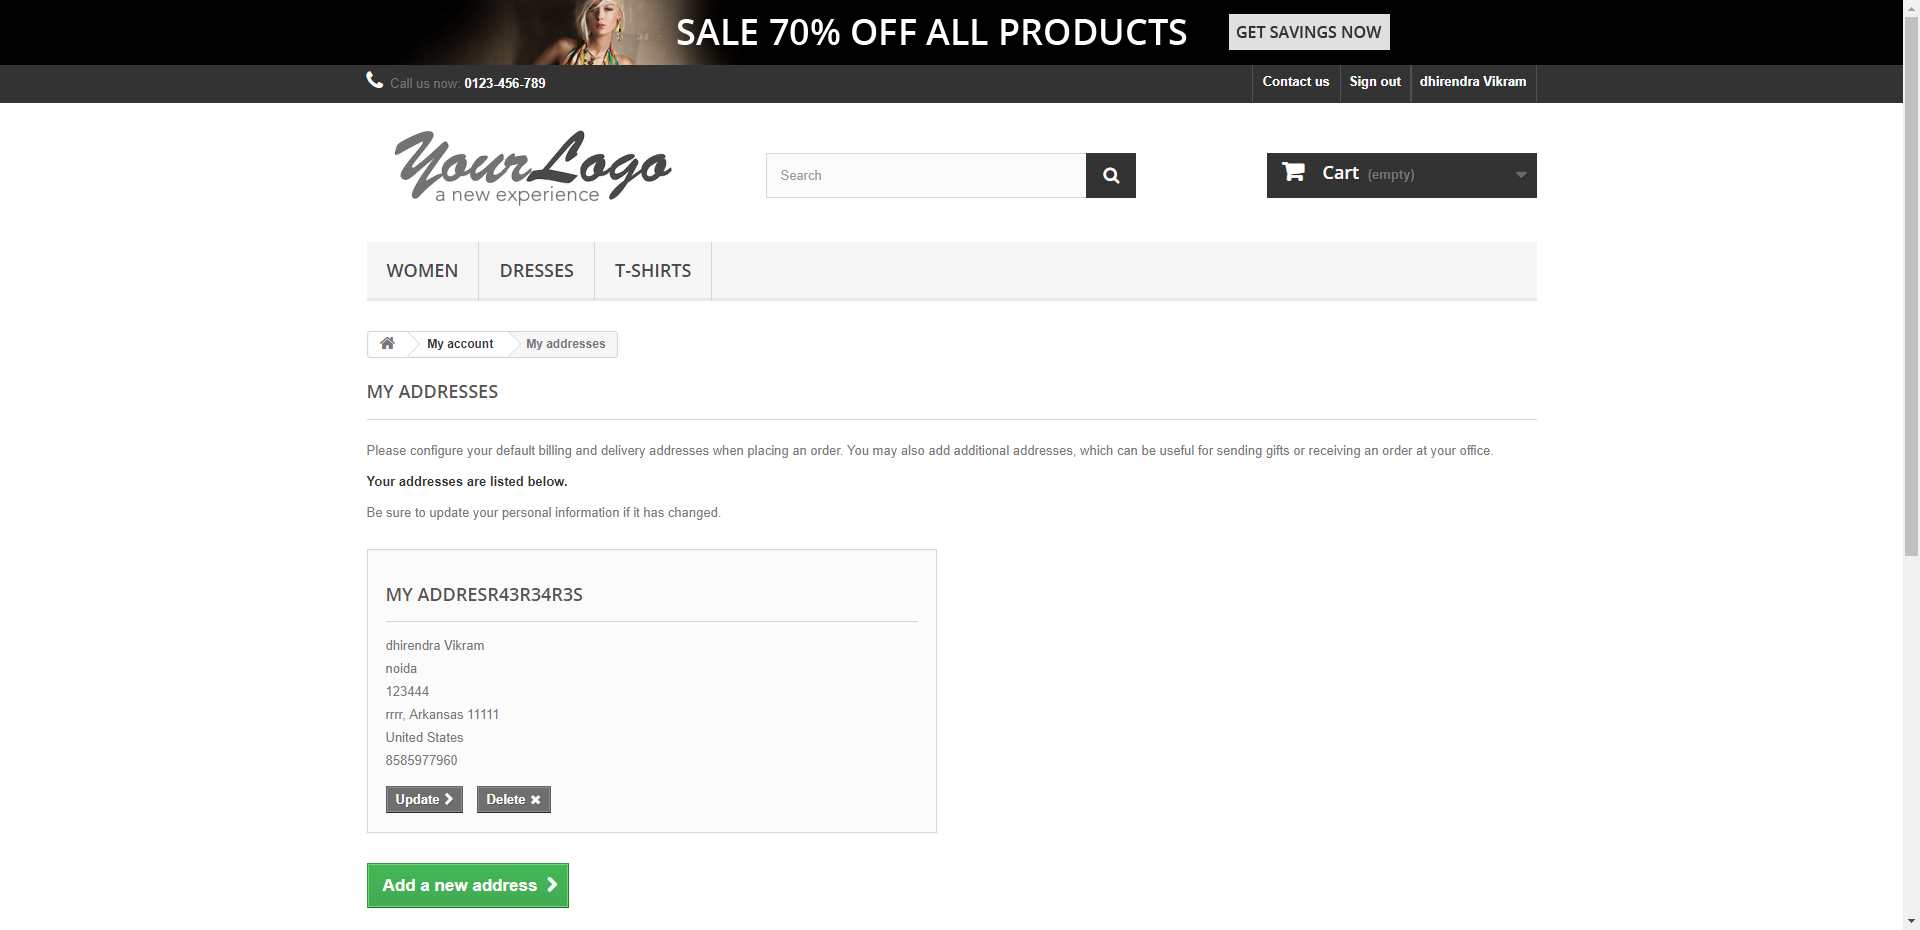 SALE 70% OFF ALL PRODUCTS GET SAVINGS NOW
Call us now: 0123-456-789 Contact us Sign out dhirendra Vikram
YourLogo
a new experience
Search
Cart (empty)
WOMEN DRESSES T-SHIRTS
My account My addresses
MY ADDRESSES
Please configure your default billing and delivery addresses when placing an order. You may also add additional addresses, which can be useful for sending gifts or receiving an order at your office.
Your addresses are listed below.
Be sure to update your personal information if it has changed.
MY ADDRESR43R34R3S
dhirendra Vikram
noida
123444
rrrr, Arkansas 11111
United States
8585977960
Update Delete
Add a new address